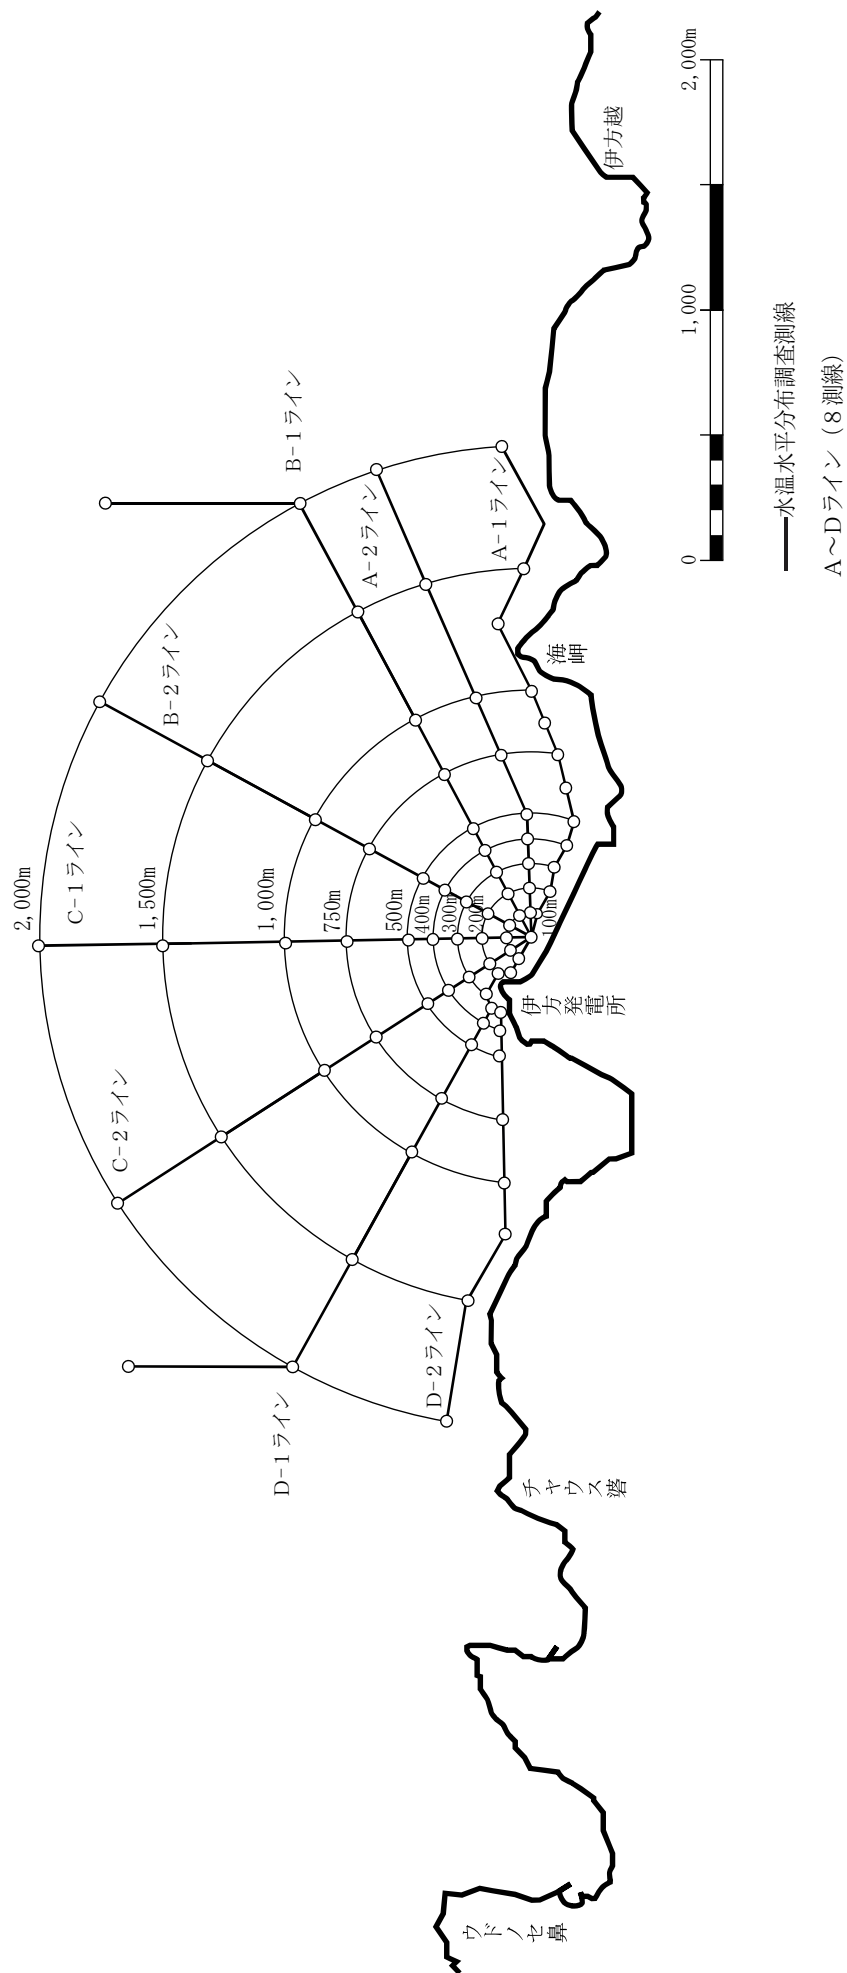 2,000m
1,500m
1,000m
750m
500m
400m
300m
200m
100m
D-1ライン
D-2ライン
C-2ライン
C-1ライン
B-2ライン
B-1ライン
A-2ライン
A-1ライン
ウドノセ鼻
チャウス碆
伊方発電所
海岬
伊方越
0
1,000
2,000m
水温水平分布調査測線
A~Dライン(8測線)